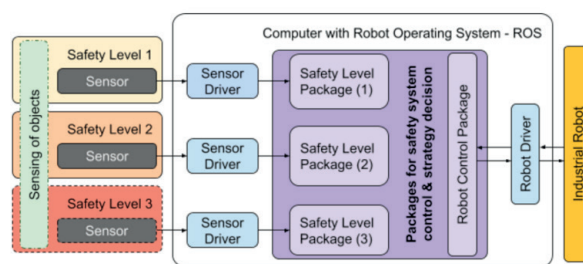 Computer with Robot Operating System - ROS
Sensing of objects
Safety Level 1
Sensor
Sensor
Driver
Safety Level
Package (1)
Safety Level 2
Sensor
Sensor
Driver
Safety Level
Package (2)
Safety Level 3
Sensor
Sensor
Driver
Safety Level
Package (3)
Packages for safety system
control & strategy decision
Robot Control Package
Robot Driver
Industrial Robot